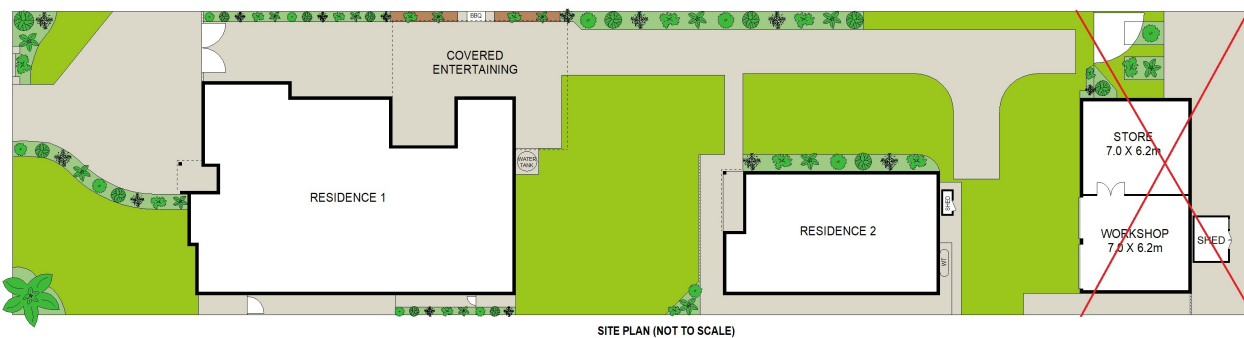 BBQ
COVERED
ENTERTAINING
WATER
TANK
RESIDENCE 1
RESIDENCE 2
SHED
WT
STORE
7.0 X 6.2m
WORKSHOP
7.0 X 6.2m
SHED
SITE PLAN (NOT TO SCALE)